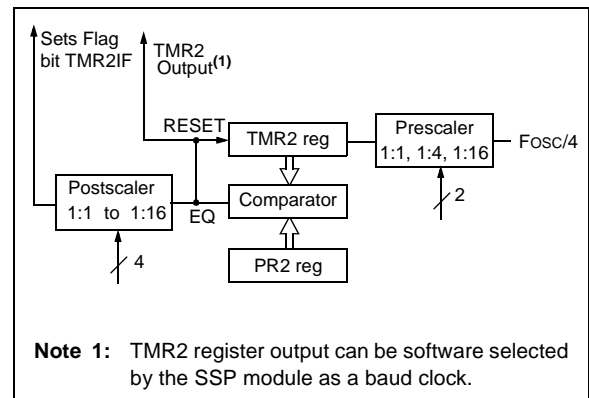 Sets Flag
bit TMR2IF
TMR2
Output(1)
RESET
TMR2 reg
Prescaler
1:1, 1:4, 1:16
FOSC/4
2
Postscaler
1:1 to 1:16
EQ
Comparator
4
PR2 reg
Note 1: TMR2 register output can be software selected
by the SSP module as a baud clock.